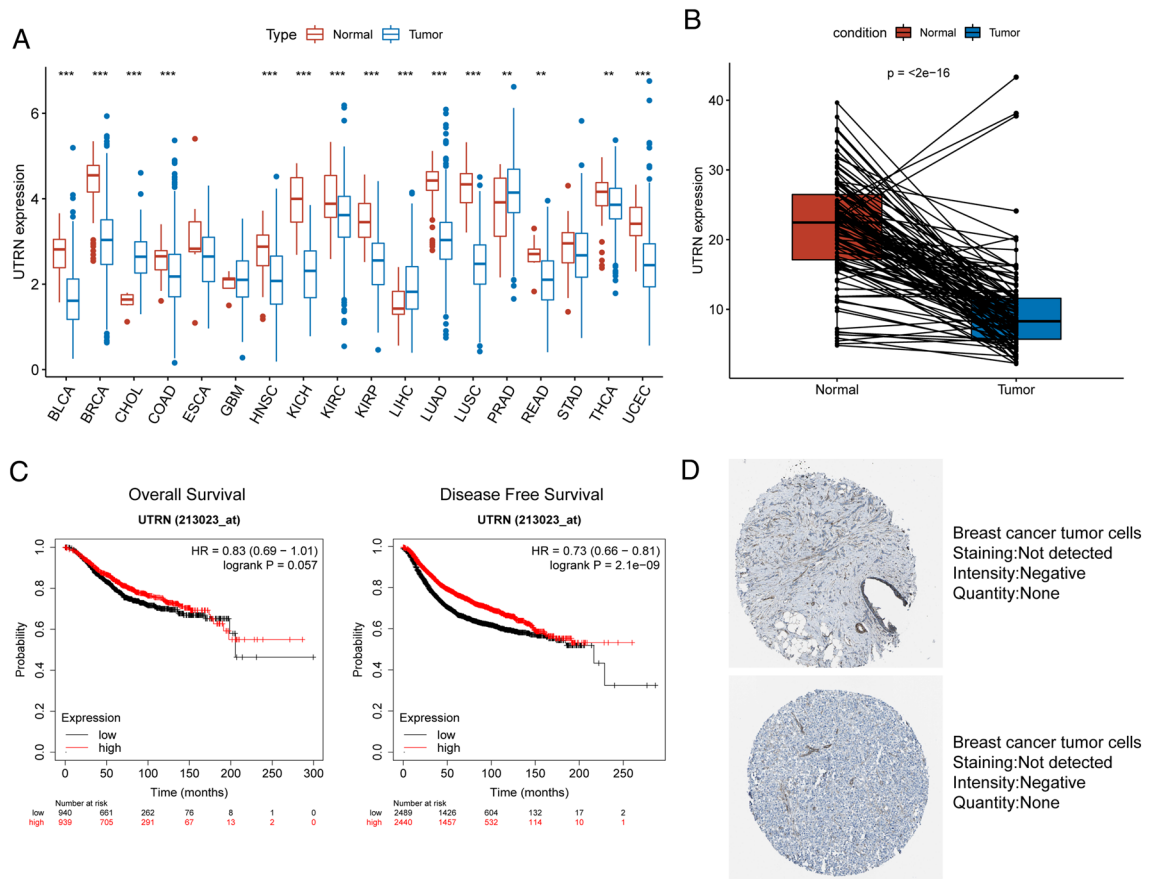 A
Type Normal Tumor
*** *** *** *** *** *** *** *** *** *** *** ** ** ** ***
UTRN expression
6
4
2
0
BLCA BRCA CHOL COAD ESCA GBM HNSC KICH KIRC KIRP LIHC LUAD LUSC PRAD READ STAD THCA UCEC
B
condition Normal Tumor
p = <2e−16
UTRN expression
40
30
20
10
Normal Tumor
C
Overall Survival
UTRN (213023_at)
HR = 0.83 (0.69 − 1.01)
logrank P = 0.057
Probability
1.0
0.8
0.6
0.4
0.2
0.0
Expression
low
high
0 50 100 150 200 250 300
Time (months)
Number at risk
low 940 661 262 76 8 1 0
high 939 705 291 67 13 2 0
Disease Free Survival
UTRN (213023_at)
HR = 0.73 (0.66 − 0.81)
logrank P = 2.1e−09
Probability
1.0
0.8
0.6
0.4
0.2
0.0
Expression
low
high
0 50 100 150 200 250
Time (months)
Number at risk
low 2489 1426 604 132 17 2
high 2440 1457 532 114 10 1
D
Breast cancer tumor cells
Staining:Not detected
Intensity:Negative
Quantity:None
Breast cancer tumor cells
Staining:Not detected
Intensity:Negative
Quantity:None